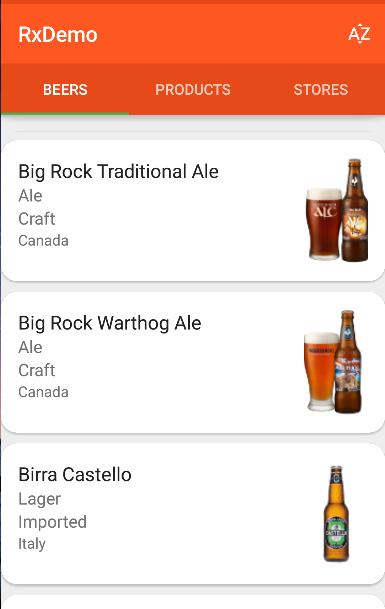 RxDemo
AZ
BEERS
PRODUCTS
STORES
Big Rock Traditional Ale
Ale
Craft
Canada
Big Rock Warthog Ale
Ale
Craft
Canada
Birra Castello
Lager
Imported
Italy